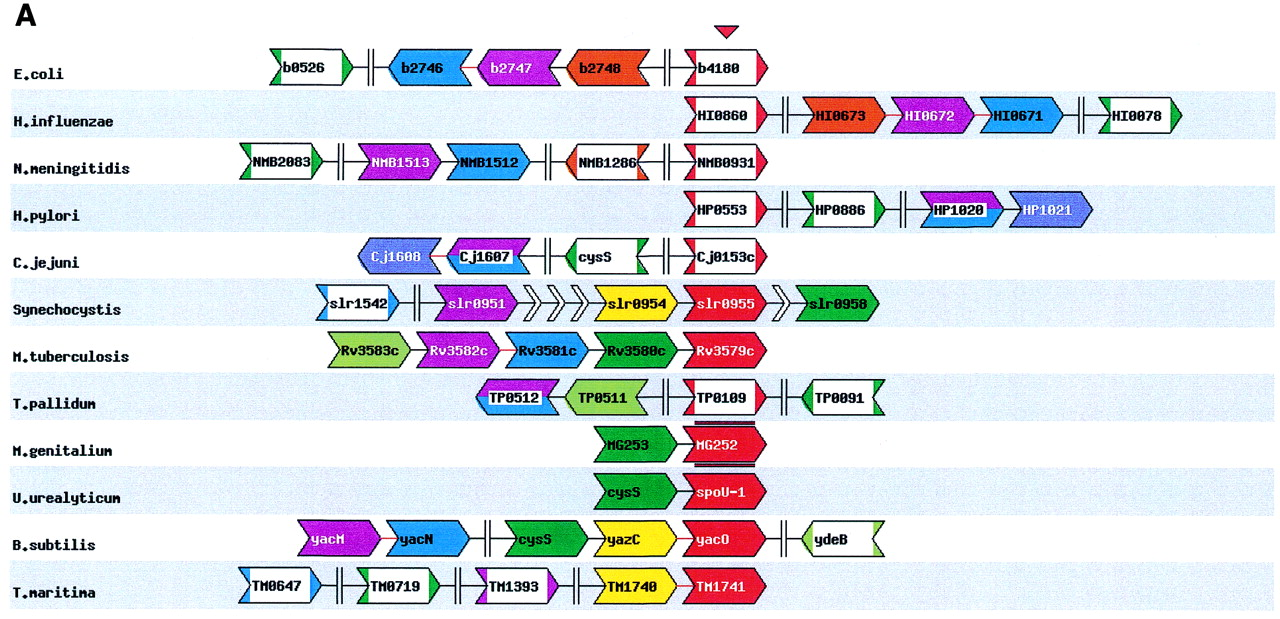 A
E.coli b0526 b2746 b2747 b2748 b4180
H.influenzae HI0860 HI0673 HI0672 HI0671 HI0078
N.meningitidis NMB2083 NMB1513 NMB1512 NMB1286 NMB0931
H.pylori HP0553 HP0886 HP1020 HP1021
C.jejuni Cj1608 Cj1607 cysS Cj0153c
Synechocystis slr1542 slr0951 slr0954 slr0955 slr0958
M.tuberculosis Rv3583c Rv3582c Rv3581c Rv3580c Rv3579c
T.pallidum TP0512 TP0511 TP0109 TP0091
M.genitalium MG253 MG252
U.urealyticum cysS spoU-1
B.subtilis yacM yacN cysS yazC yacO ydeB
T.maritima TM0647 TM0719 TM1393 TM1740 TM1741